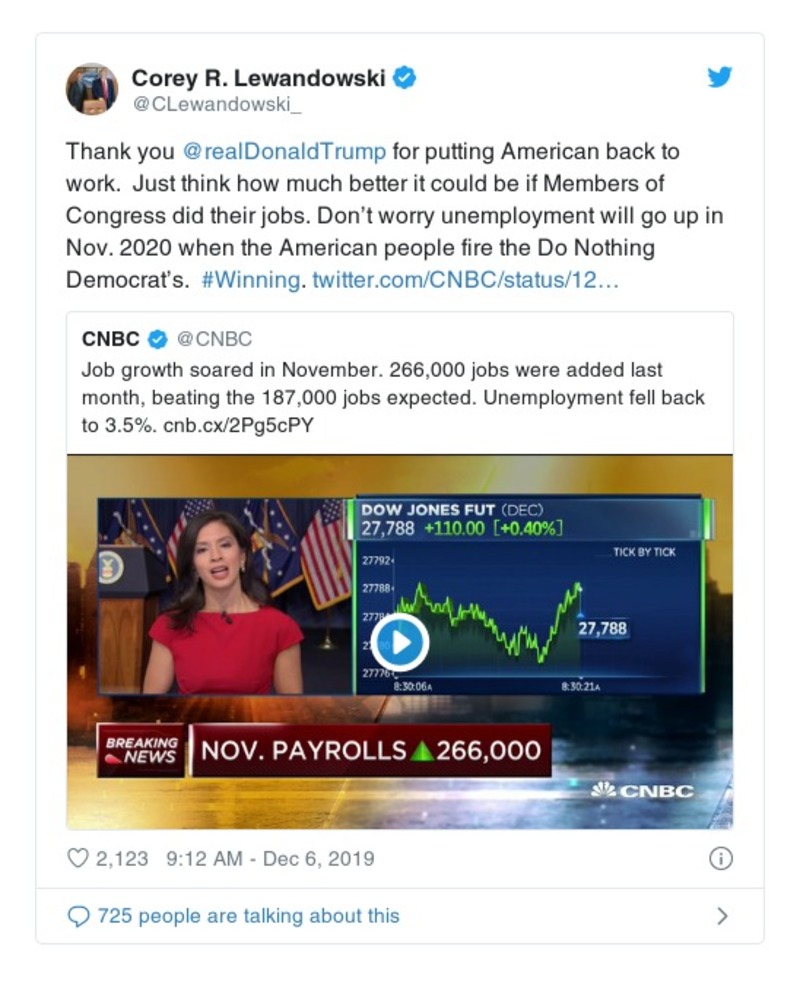 Corey R. Lewandowski
@CLewandowski_
Thank you @realDonaldTrump for putting American back to
work.  Just think how much better it could be if Members of
Congress did their jobs. Don’t worry unemployment will go up in
Nov. 2020 when the American people fire the Do Nothing
Democrat’s.  #Winning. twitter.com/CNBC/status/12…
CNBC @CNBC
Job growth soared in November. 266,000 jobs were added last
month, beating the 187,000 jobs expected. Unemployment fell back
to 3.5%. cnb.cx/2Pg5cPY
DOW JONES FUT (DEC)
27,788 +110.00 [+0.40%]
TICK BY TICK
27792
27788
27,788
27776
8:30:06A 8:30:21A
BREAKING NEWS
NOV. PAYROLLS 266,000
CNBC
2,123 9:12 AM - Dec 6, 2019
725 people are talking about this